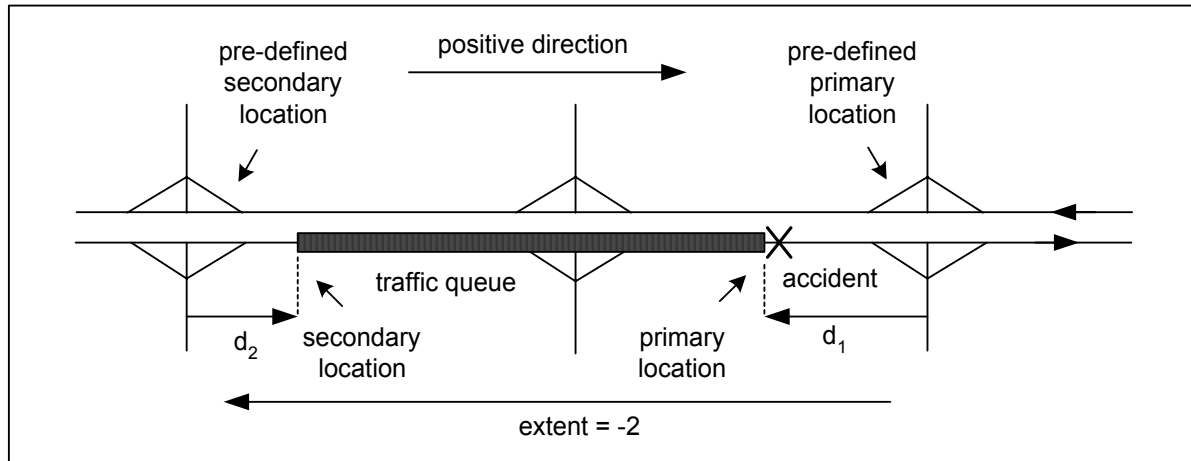 pre-defined
secondary
location
positive direction
pre-defined
primary
location
traffic queue
accident
d2
secondary
location
primary
location
d1
extent = -2